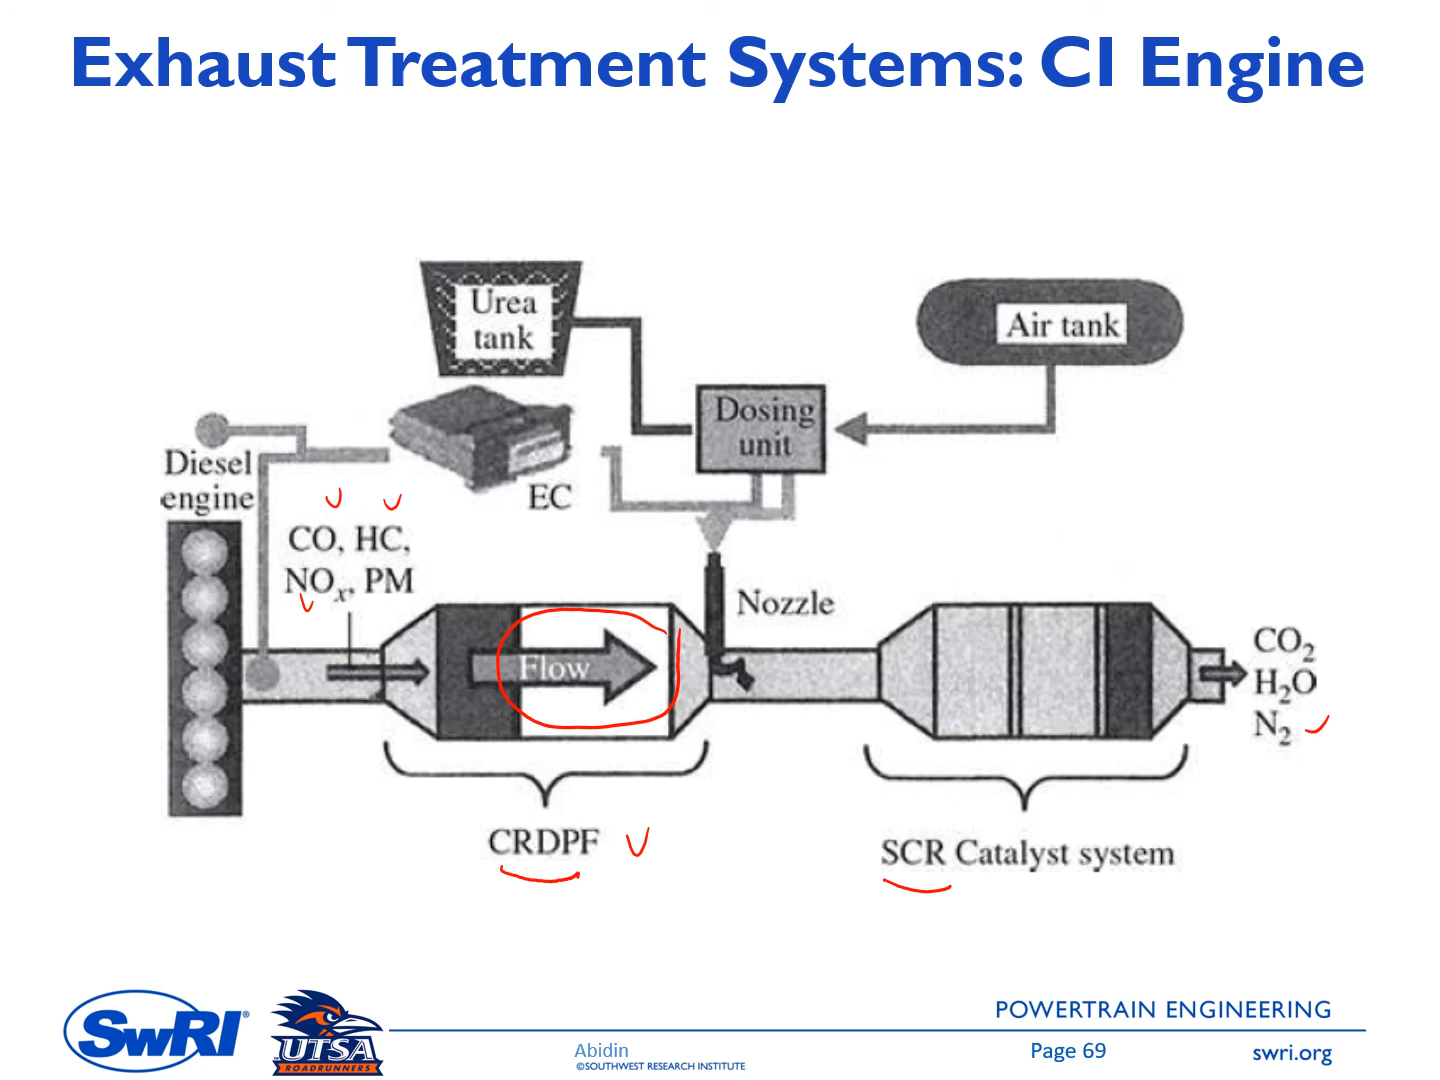 Exhaust Treatment Systems: CI Engine
Urea
tank
Air tank
Dosing
unit
Diesel
engine
EC
CO, HC,
NOx, PM
Nozzle
Flow
CO2
H2O
N2
CRDPF
SCR Catalyst system
SwRI®
UTSA
ROADRUNNERS
POWERTRAIN ENGINEERING
Abidin
©SOUTHWEST RESEARCH INSTITUTE
Page 69
swri.org